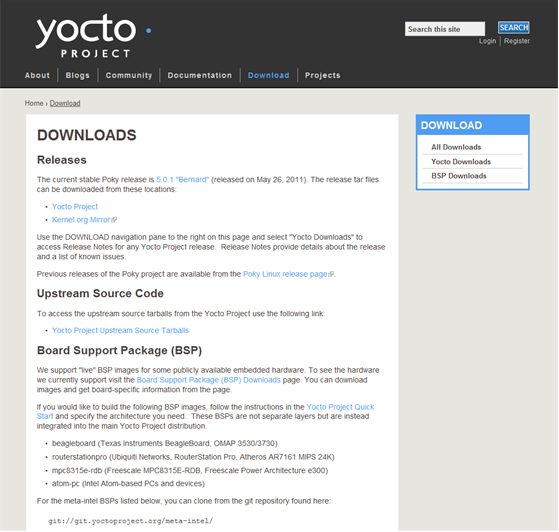 yocto
PROJECT
Search this site
SEARCH
Login | Register
About | Blogs | Community | Documentation | Download | Projects
Home › Download
DOWNLOADS
Releases
The current stable Poky release is 5.0.1 "Bernard" (released on May 26, 2011). The release tar files
can be downloaded from these locations:
• Yocto Project
• Kernel.org Mirror
Use the DOWNLOAD navigation pane to the right on this page and select "Yocto Downloads" to
access Release Notes for any Yocto Project release. Release Notes provide details about the release
and a list of known issues.
Previous releases of the Poky project are available from the Poky Linux release page.
Upstream Source Code
To access the upstream source tarballs from the Yocto Project use the following link:
• Yocto Project Upstream Source Tarballs
Board Support Package (BSP)
We support "live" BSP images for some publicly available embedded hardware. To see the hardware
we currently support visit the Board Support Package (BSP) Downloads page. You can download
images and get board-specific information from the page.
If you would like to build the following BSP images, follow the instructions in the Yocto Project Quick
Start and specify the architecture you need. These BSPs are not separate layers but are instead
integrated into the main Yocto Project distribution.
• beagleboard (Texas Instruments BeagleBoard, OMAP 3530/3730)
• routerstationpro (Ubiquiti Networks, RouterStation Pro, Atheros AR7161 MIPS 24K)
• mpc8315e-rdb (Freescale MPC8315E-RDB, Freescale Power Architecture e300)
• atom-pc (Intel Atom-based PCs and devices)
For the meta-intel BSPs listed below, you can clone from the git repository found here:
git://git.yoctoproject.org/meta-intel/
DOWNLOAD
All Downloads
Yocto Downloads
BSP Downloads